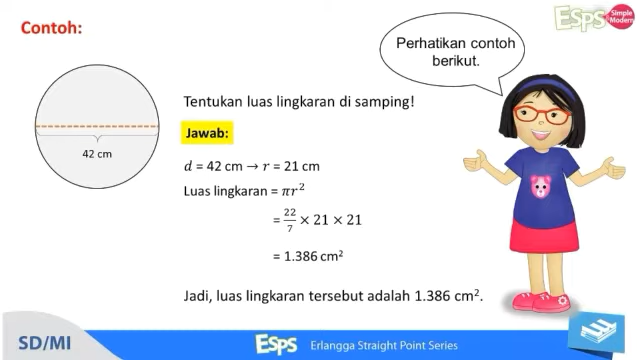 Contoh:
Esps Simple Modern
Perhatikan contoh
berikut.
Tentukan luas lingkaran di samping!
Jawab:
42 cm
d = 42 cm → r = 21 cm
Luas lingkaran = πr²
= 22/7 × 21 × 21
= 1.386 cm²
Jadi, luas lingkaran tersebut adalah 1.386 cm².
SD/MI
Esps Erlangga Straight Point Series